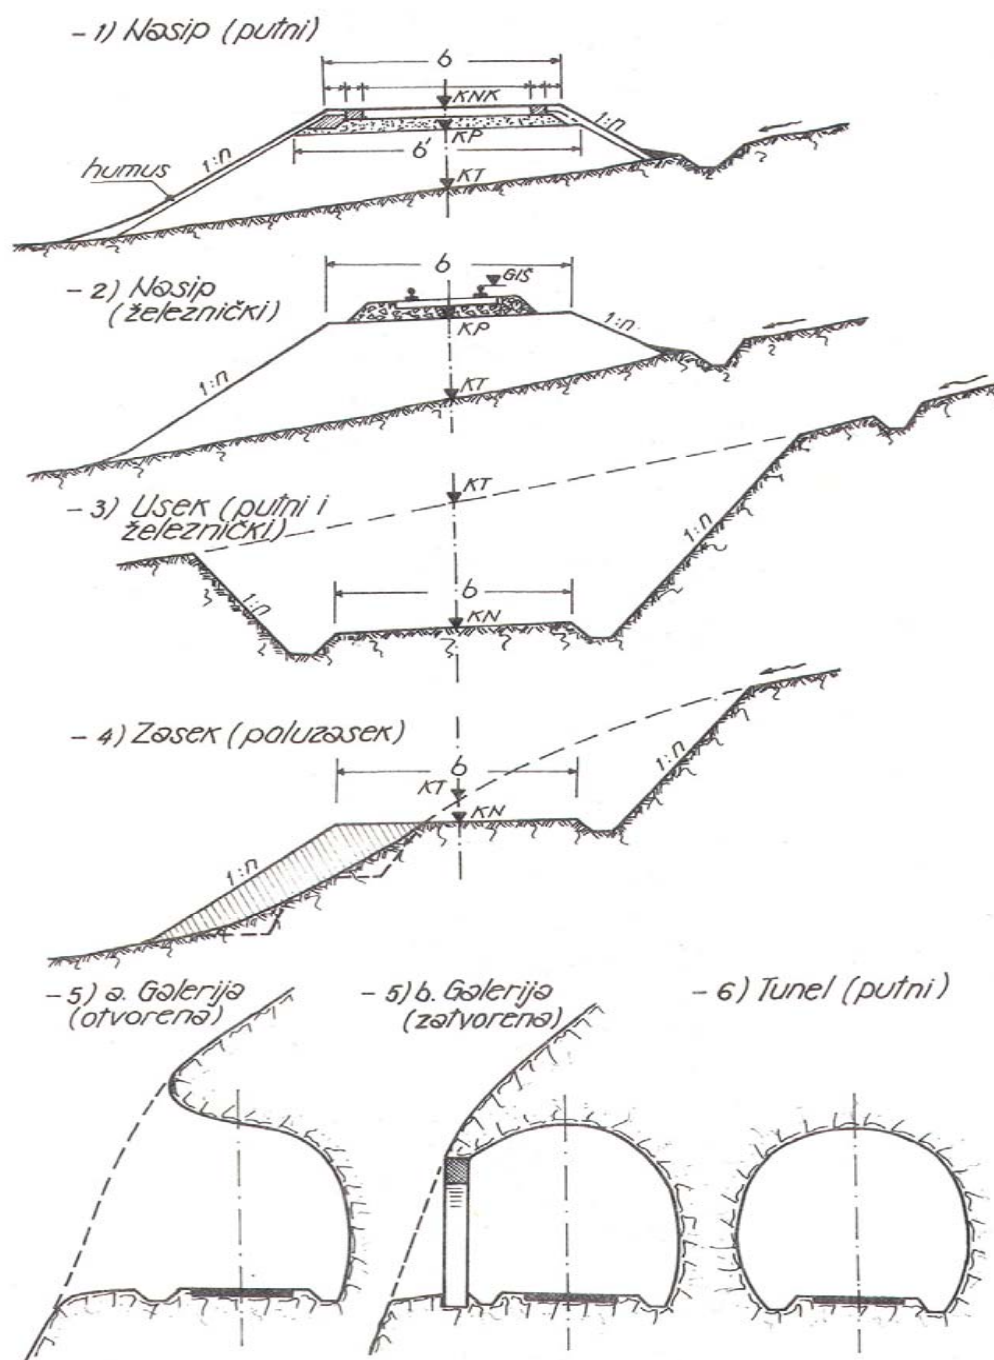 - 1) Nasip (putni)
b
KNK
1:n
KP
1:n
b'
humus
KT
- 2) Nasip
(železnički)
b
GIŠ
KP
1:n
1:n
KT
- 3) Usek (putni i
železnički)
KT
1:n
b
1:n
KN
- 4) Zasek (poluzasek)
b
KT
1:n
KN
1:n
- 5) a. Galerija
(otvorena)
- 5) b. Galerija
(zatvorena)
- 6) Tunel (putni)